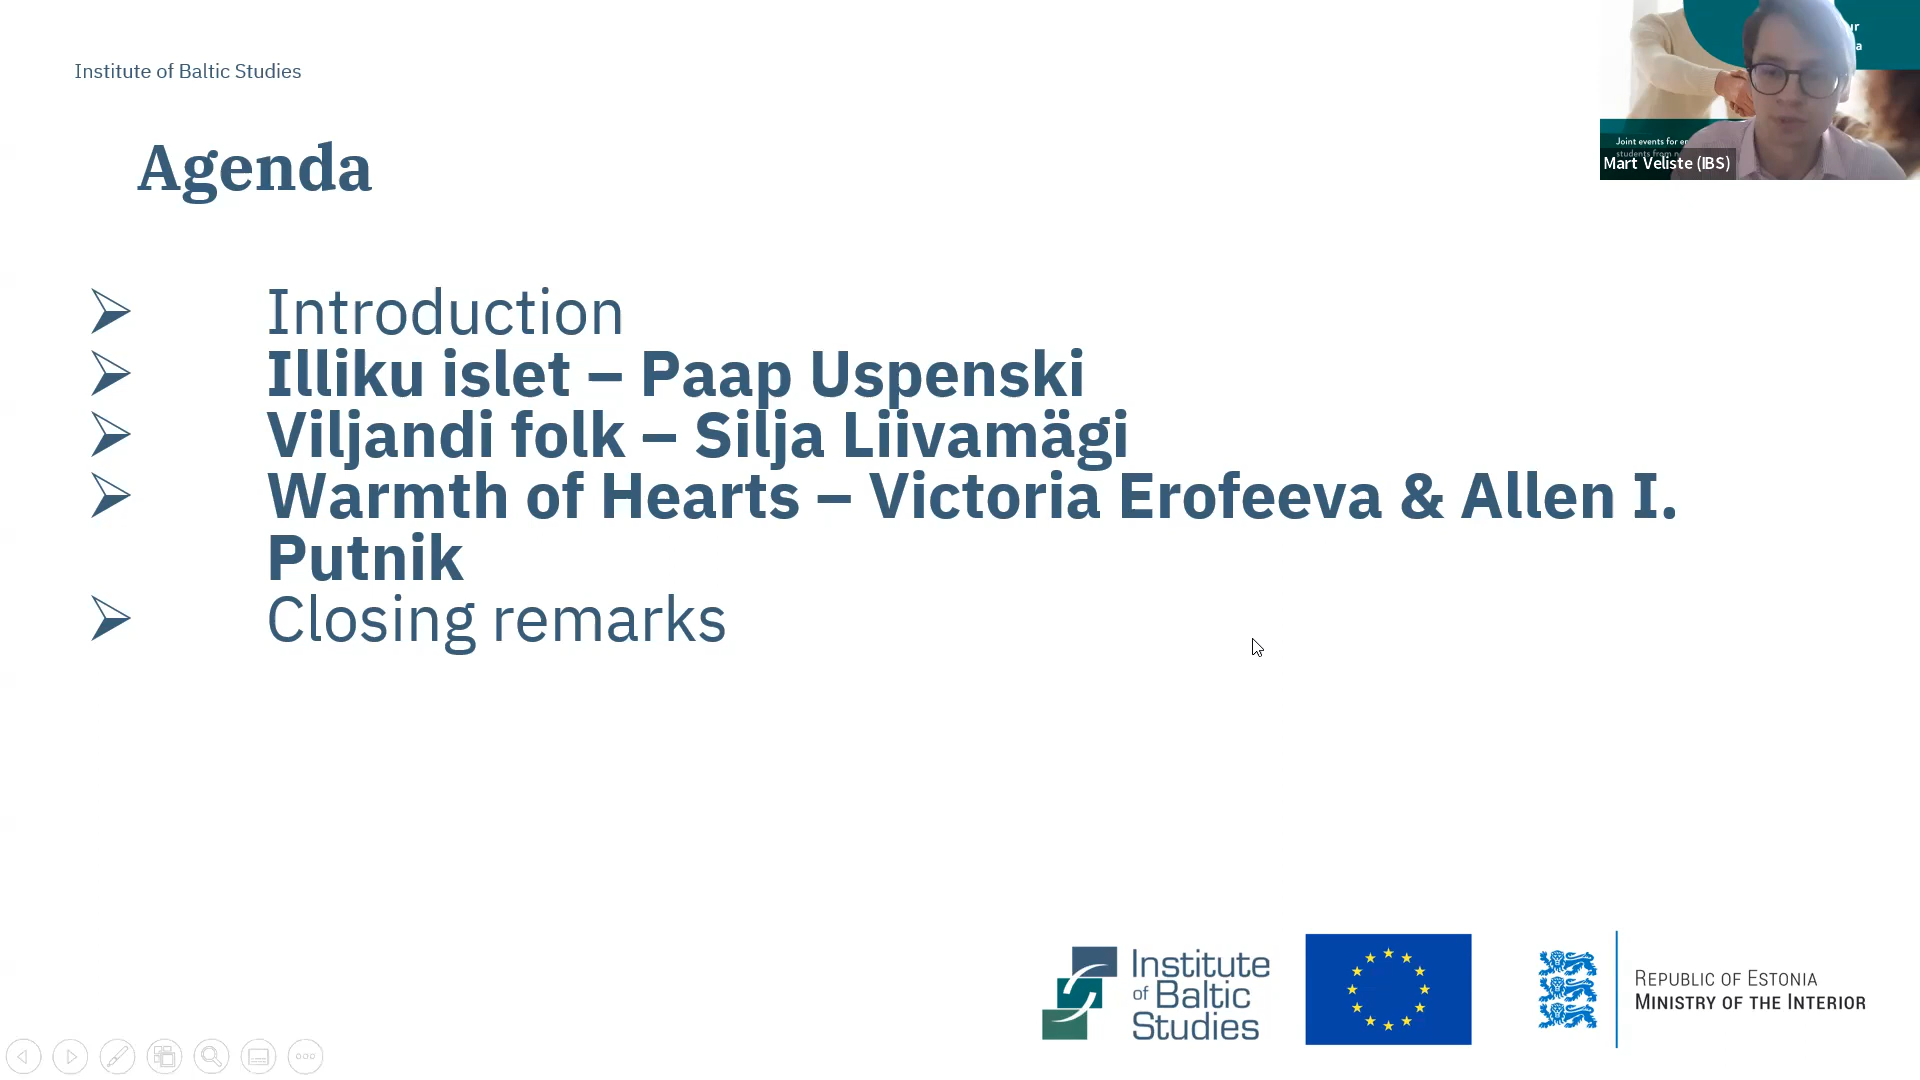 Institute of Baltic Studies
Agenda
Introduction
Illiku islet – Paap Uspenski
Viljandi folk – Silja Liivamägi
Warmth of Hearts – Victoria Erofeeva & Allen I.
Putnik
Closing remarks
Joint events for
students from
Mart Veliste (IBS)
Institute
of Baltic
Studies
REPUBLIC OF ESTONIA
MINISTRY OF THE INTERIOR